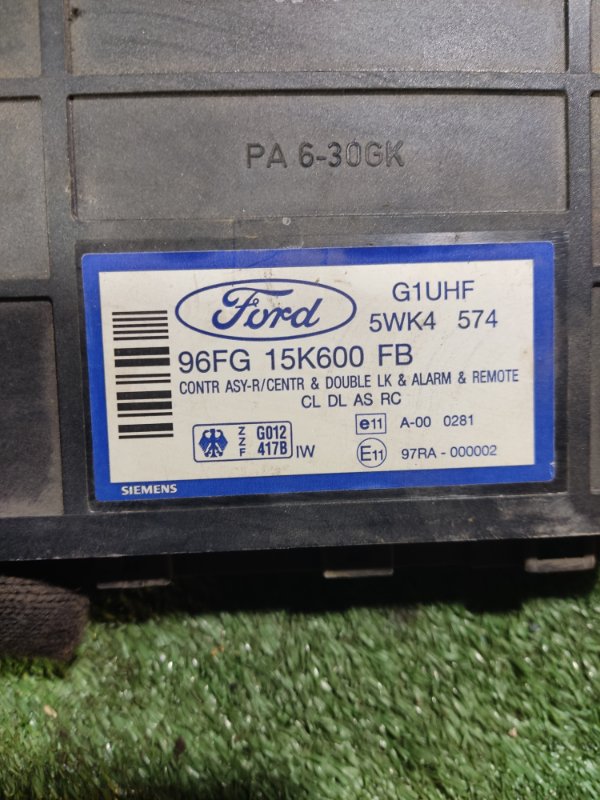 PA 6-30GK
Ford
G1UHF
5WK4 574
96FG 15K600 FB
CONTR ASY-R/CENTR & DOUBLE LK & ALARM & REMOTE
CL DL AS RC
ZZF G012 417B IW
e11 A-00 0281
E11 97RA-000002
SIEMENS